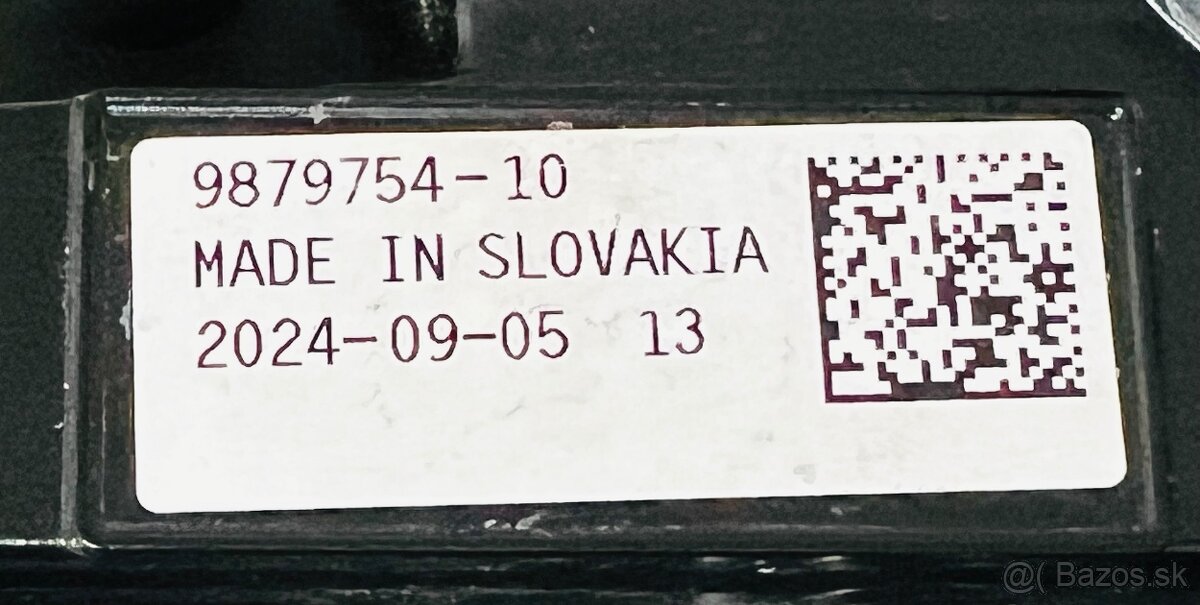 9879754-10
MADE IN SLOVAKIA
2024-09-05 13
@( Bazos.sk